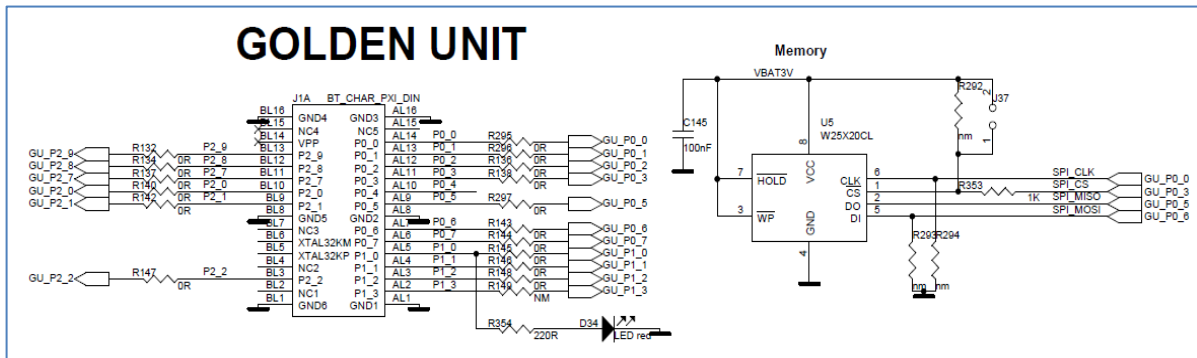 GOLDEN UNIT
Memory
VBAT3V
J1A BT_CHAR_PXI_DIN
BL16 GND4 GND3 AL16
BL15 NC4 NC5 AL15
BL14 VPP P0_0 AL14 P0_0 R295 0R GU_P0_0
GU_P2_9 R132 0R P2_9 BL13 P2_9 P0_1 AL13 P0_1 R296 0R GU_P0_1
GU_P2_8 R134 0R P2_8 BL12 P2_8 P0_2 AL12 P0_2 R136 0R GU_P0_2
GU_P2_7 R137 0R P2_7 BL11 P2_7 P0_3 AL11 P0_3 R138 0R GU_P0_3
GU_P2_0 R140 0R P2_0 BL10 P2_0 P0_4 AL10 P0_4
GU_P2_1 R142 0R P2_1 BL9 P2_1 P0_5 AL9 P0_5 R297 0R GU_P0_5
BL8 GND5 GND2 AL8
BL7 NC3 P0_6 AL7 P0_6 R143 0R GU_P0_6
BL6 XTAL32KM P0_7 AL6 P0_7 R144 0R GU_P0_7
BL5 XTAL32KP P1_0 AL5 P1_0 R145 0R GU_P1_0
BL4 NC2 P1_1 AL4 P1_1 R146 0R GU_P1_1
GU_P2_2 R147 0R P2_2 BL3 P2_2 P1_2 AL3 P1_2 R148 0R GU_P1_2
BL2 NC1 P1_3 AL2 P1_3 R149 NM GU_P1_3
BL1 GND6 GND1 AL1
R354 220R D34 LED red
C145
100nF
U5
W25X20CL
R292
nm
2
J37
1
8
VCC
7 HOLD
3 WP
GND
4
CLK 6 SPI_CLK GU_P0_0
CS 1 R353 1K SPI_CS GU_P0_3
DO 2 SPI_MISO GU_P0_5
DI 5 SPI_MOSI GU_P0_6
R293 R294
nm nm